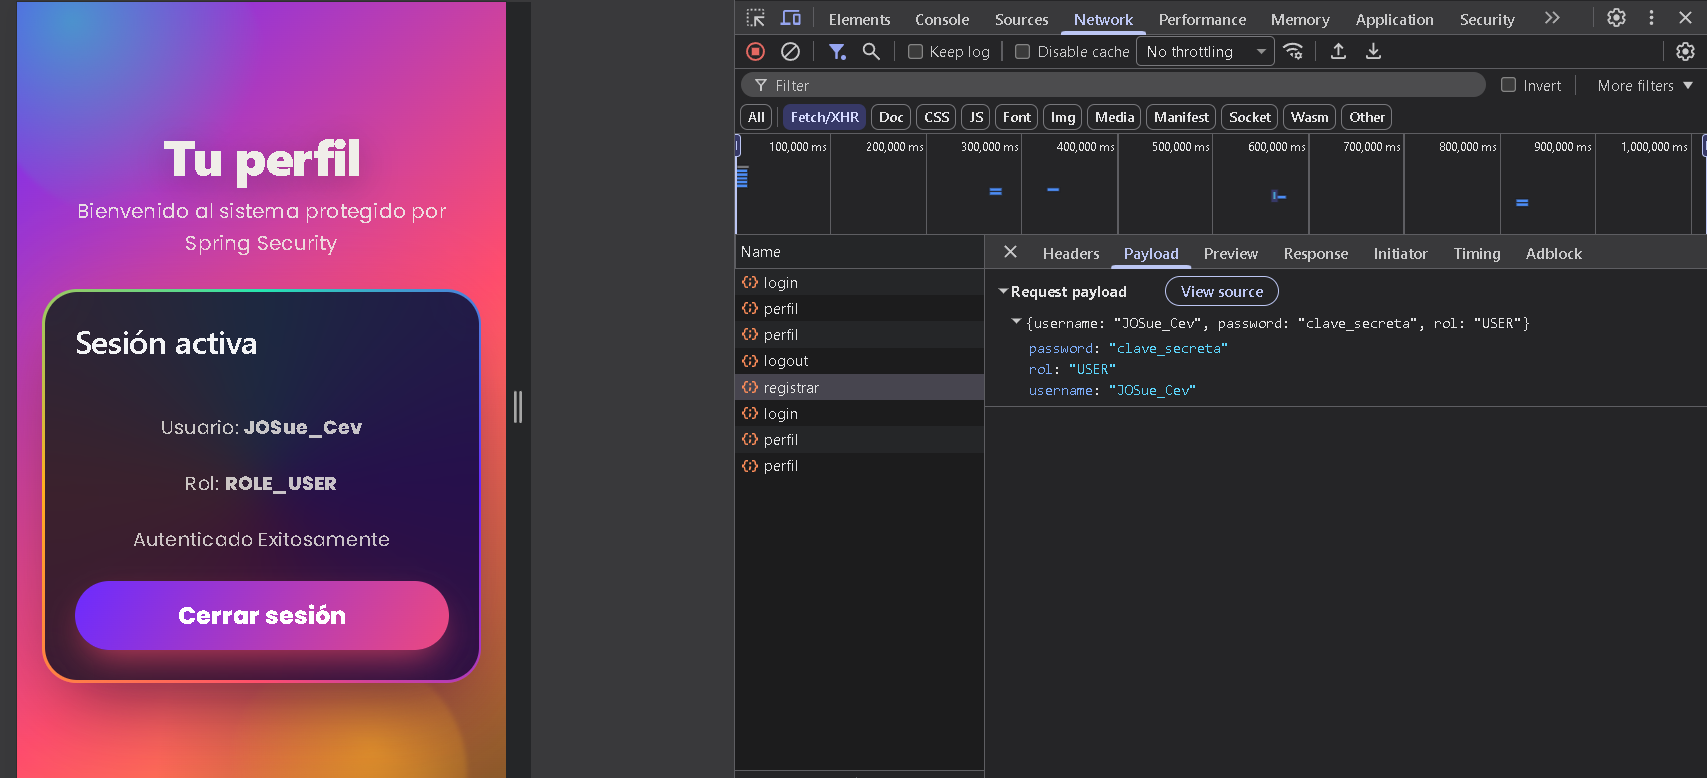 Tu perfil
Bienvenido al sistema protegido por
Spring Security
Sesión activa
Usuario: JOSue_Cev
Rol: ROLE_USER
Autenticado Exitosamente
Cerrar sesión
Elements Console Sources Network Performance Memory Application Security
Keep log Disable cache No throttling
Filter Invert More filters
All Fetch/XHR Doc CSS JS Font Img Media Manifest Socket Wasm Other
100,000 ms 200,000 ms 300,000 ms 400,000 ms 500,000 ms 600,000 ms 700,000 ms 800,000 ms 900,000 ms 1,000,000 ms
Name
login
perfil
perfil
logout
registrar
login
perfil
perfil
Headers Payload Preview Response Initiator Timing Adblock
Request payload View source
{username: "JOSue_Cev", password: "clave_secreta", rol: "USER"}
password: "clave_secreta"
rol: "USER"
username: "JOSue_Cev"